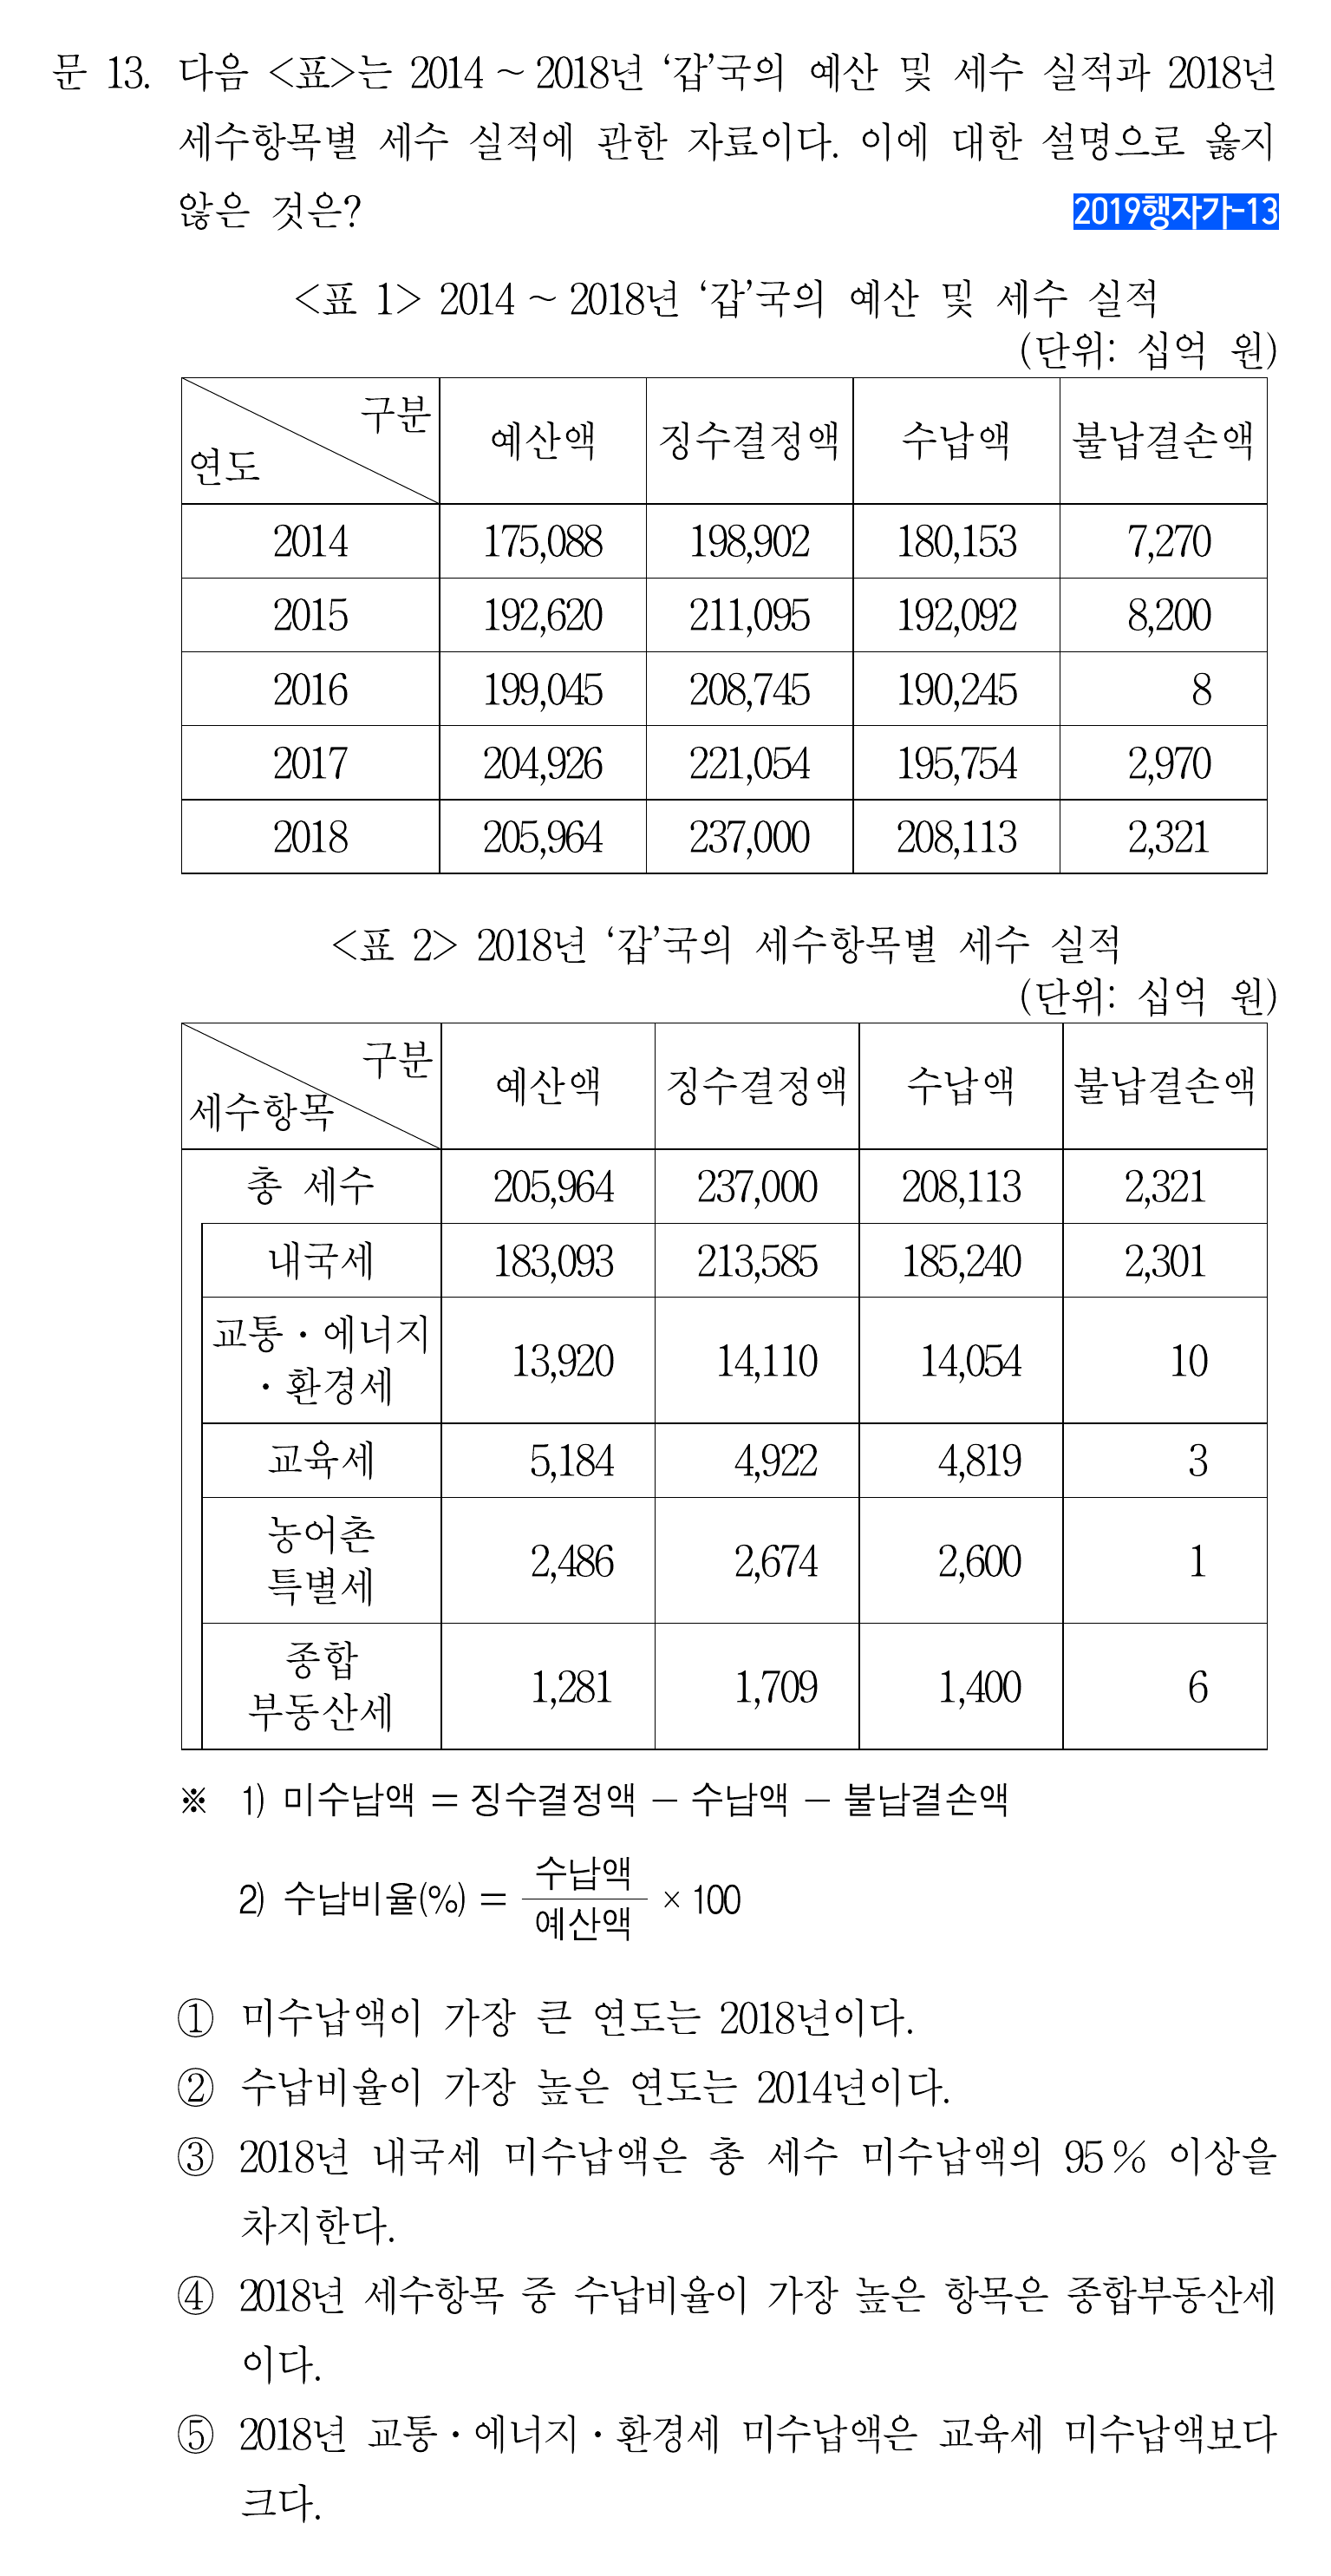 문 13. 다음 <표>는 2014 ~ 2018년 ‘갑’국의 예산 및 세수 실적과 2018년
세수항목별 세수 실적에 관한 자료이다. 이에 대한 설명으로 옳지
않은 것은?
2019행자가-13
<표 1> 2014 ~ 2018년 ‘갑’국의 예산 및 세수 실적
(단위: 십억 원)
구분
연도 예산액 징수결정액 수납액 불납결손액
2014 175,088 198,902 180,153 7,270
2015 192,620 211,095 192,092 8,200
2016 199,045 208,745 190,245 8
2017 204,926 221,054 195,754 2,970
2018 205,964 237,000 208,113 2,321
<표 2> 2018년 ‘갑’국의 세수항목별 세수 실적
(단위: 십억 원)
구분
세수항목 예산액 징수결정액 수납액 불납결손액
총 세수 205,964 237,000 208,113 2,321
내국세 183,093 213,585 185,240 2,301
교통·에너지
·환경세 13,920 14,110 14,054 10
교육세 5,184 4,922 4,819 3
농어촌
특별세 2,486 2,674 2,600 1
종합
부동산세 1,281 1,709 1,400 6
※ 1) 미수납액 = 징수결정액 - 수납액 - 불납결손액
2) 수납비율(%) = 수납액
예산액 × 100
① 미수납액이 가장 큰 연도는 2018년이다.
② 수납비율이 가장 높은 연도는 2014년이다.
③ 2018년 내국세 미수납액은 총 세수 미수납액의 95 % 이상을
차지한다.
④ 2018년 세수항목 중 수납비율이 가장 높은 항목은 종합부동산세
이다.
⑤ 2018년 교통·에너지·환경세 미수납액은 교육세 미수납액보다
크다.